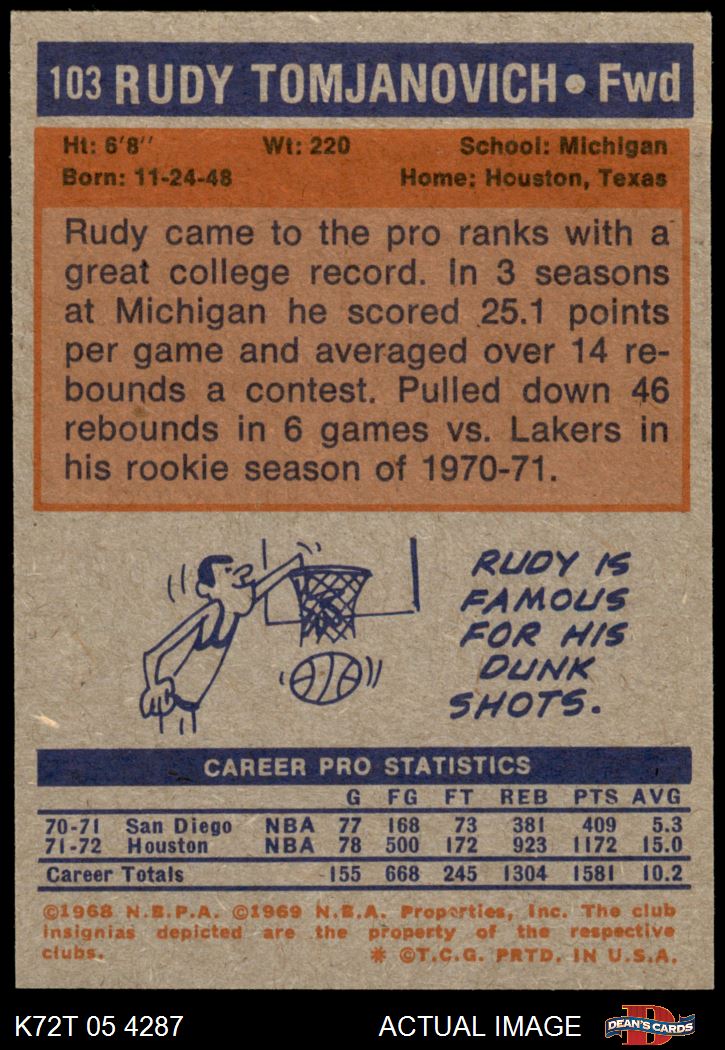 103 RUDY TOMJANOVICH • Fwd
Ht: 6'8" Wt: 220 School: Michigan
Born: 11-24-48 Home: Houston, Texas
Rudy came to the pro ranks with a
great college record. In 3 seasons
at Michigan he scored 25.1 points
per game and averaged over 14 re-
bounds a contest. Pulled down 46
rebounds in 6 games vs. Lakers in
his rookie season of 1970-71.
RUDY IS
FAMOUS
FOR HIS
DUNK
SHOTS.
CAREER PRO STATISTICS
G FG FT REB PTS AVG
70-71 San Diego NBA 77 168 73 381 409 5.3
71-72 Houston NBA 78 500 172 923 1172 15.0
Career Totals 155 668 245 1304 1581 10.2
©1968 N.B.P.A. ©1969 N.B.A. Properties, Inc. The club
insignias depicted are the property of the respective
clubs. * ©T.C.G. PRTD. IN U.S.A.
K72T 05 4287 ACTUAL IMAGE DEAN'S CARDS